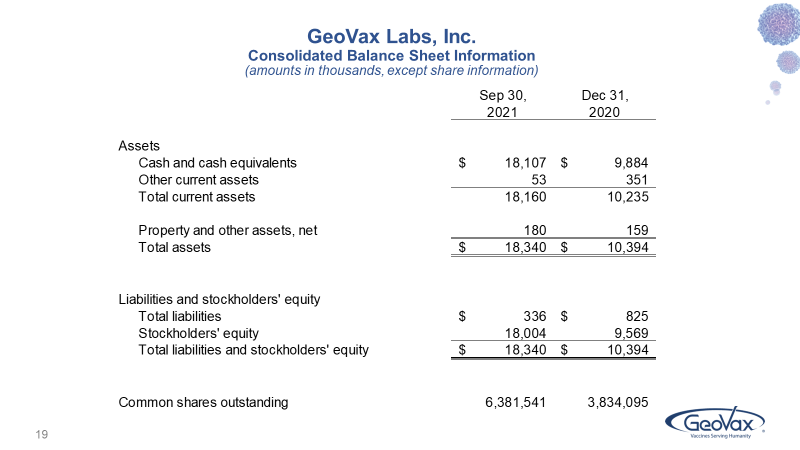 GeoVax Labs, Inc.
Consolidated Balance Sheet Information
(amounts in thousands, except share information)
Sep 30, Dec 31,
2021 2020
Assets
Cash and cash equivalents $ 18,107 $ 9,884
Other current assets 53 351
Total current assets 18,160 10,235
Property and other assets, net 180 159
Total assets $ 18,340 $ 10,394
Liabilities and stockholders' equity
Total liabilities $ 336 $ 825
Stockholders' equity 18,004 9,569
Total liabilities and stockholders' equity $ 18,340 $ 10,394
Common shares outstanding 6,381,541 3,834,095
GEOVAX
Vaccines Serving Humanity
19